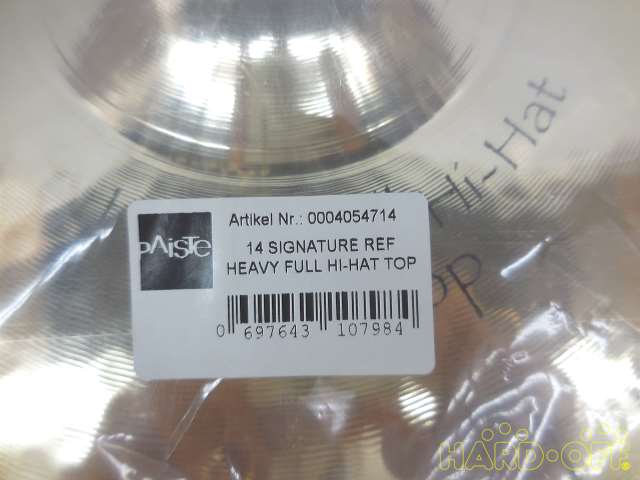 Hi-Hat
PAiSTe
Artikel Nr.: 0004054714
14 SIGNATURE REF
HEAVY FULL HI-HAT TOP
0 697643 107984
HARD-OFF